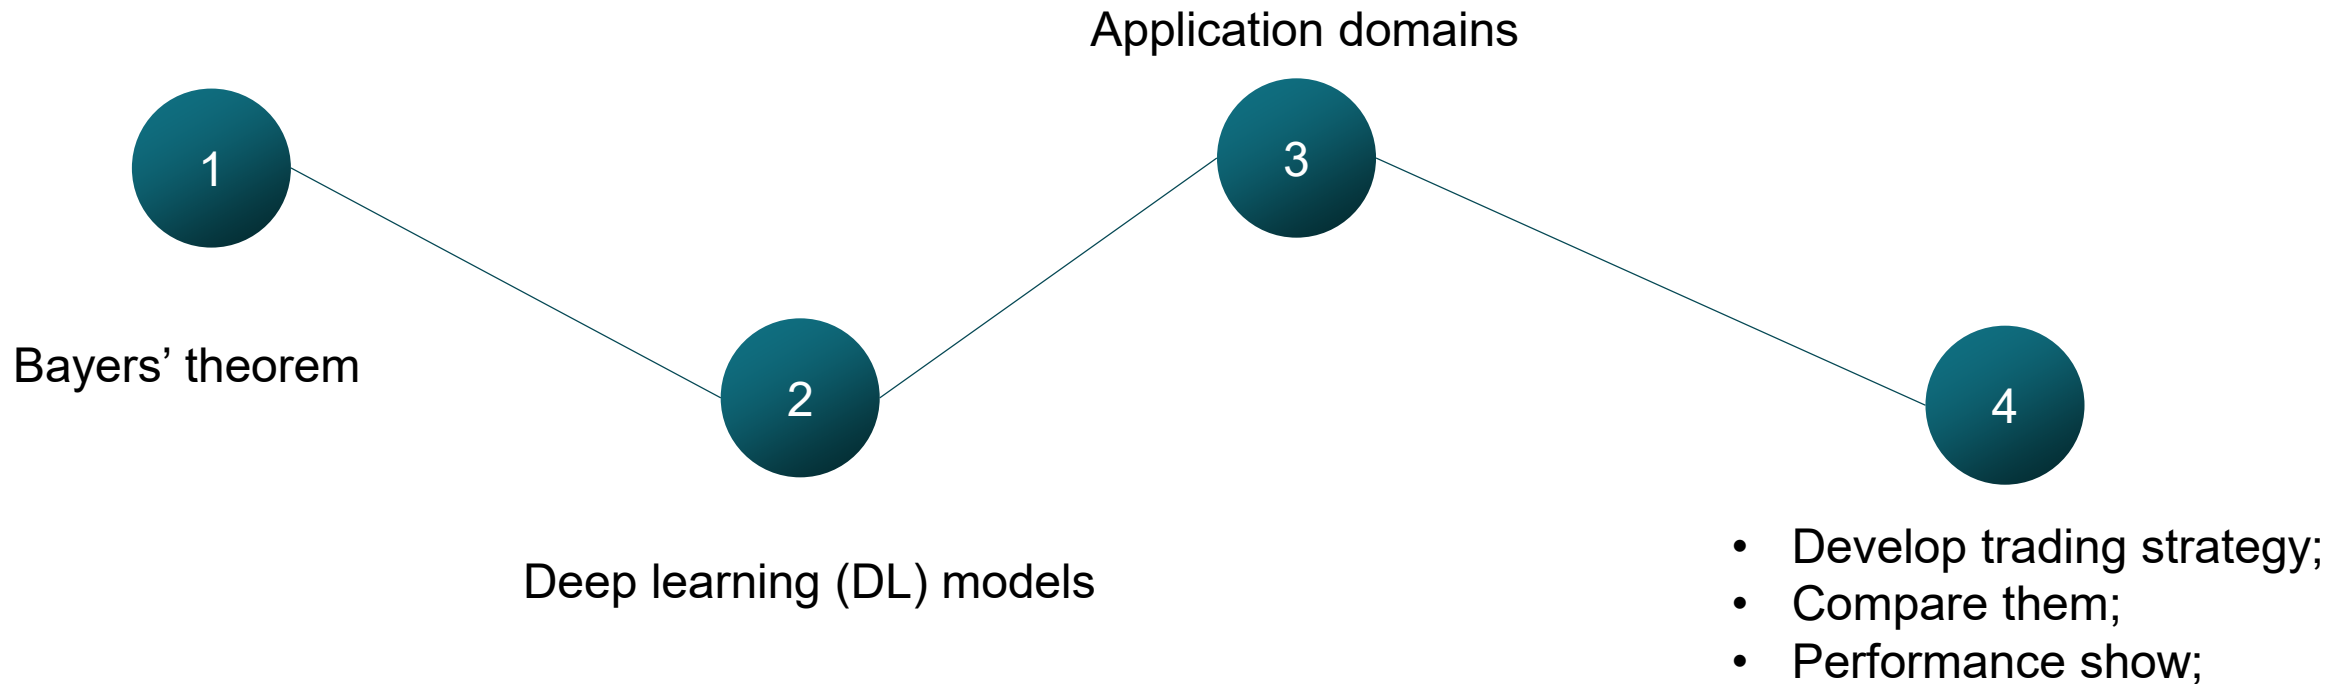 Application domains
1
3
Bayers’ theorem
2
4
Deep learning (DL) models
• Develop trading strategy;
• Compare them;
• Performance show;